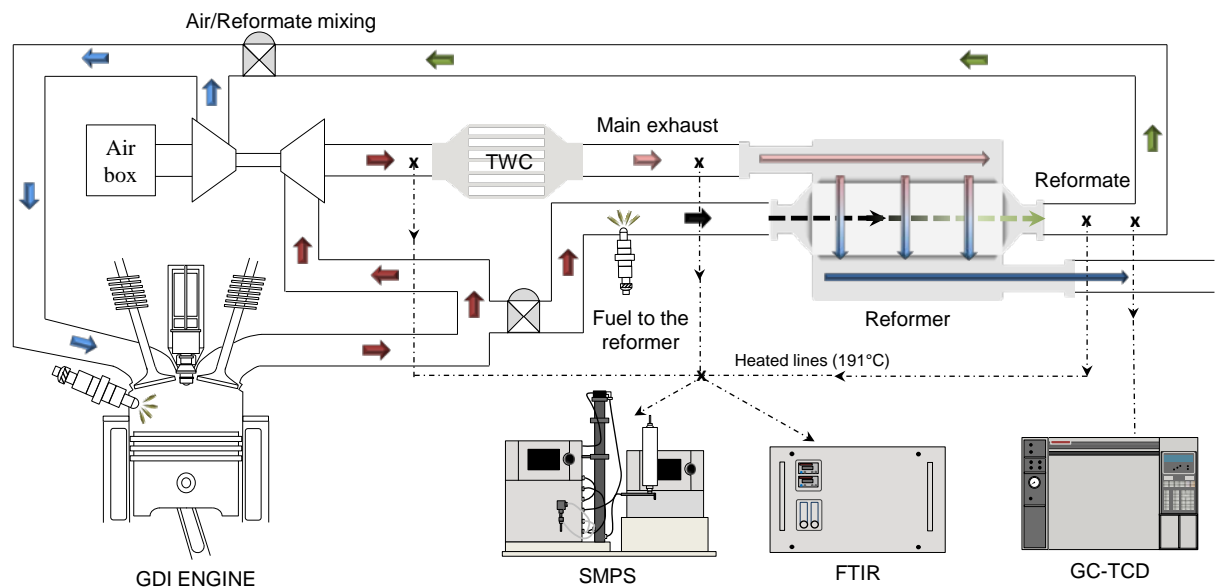 Air/Reformate mixing
Air
box
TWC
Main exhaust
x
x
Reformate
x
x
Fuel to the
reformer
Reformer
Heated lines (191°C)
x
GDI ENGINE
SMPS
FTIR
GC-TCD